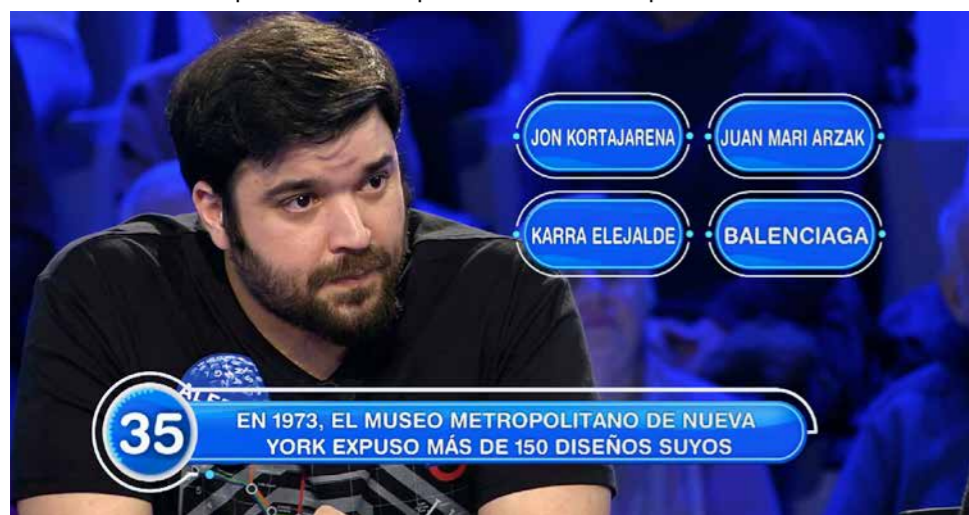 JON KORTAJARENA
JUAN MARI ARZAK
KARRA ELEJALDE
BALENCIAGA
35
EN 1973, EL MUSEO METROPOLITANO DE NUEVA
YORK EXPUSO MÁS DE 150 DISEÑOS SUYOS